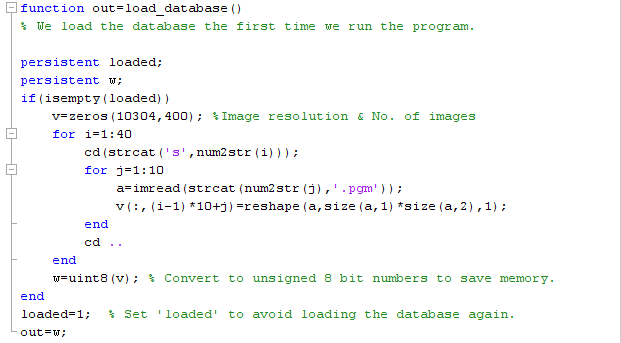 function out=load_database()
% We load the database the first time we run the program.
persistent loaded;
persistent w;
if(isempty(loaded))
v=zeros(10304,400); %Image resolution & No. of images
for i=1:40
cd(strcat('s',num2str(i)));
for j=1:10
a=imread(strcat(num2str(j),'.pgm'));
v(:,(i-1)*10+j)=reshape(a,size(a,1)*size(a,2),1);
end
cd ..
end
w=uint8(v); % Convert to unsigned 8 bit numbers to save memory.
end
loaded=1; % Set 'loaded' to avoid loading the database again.
out=w;